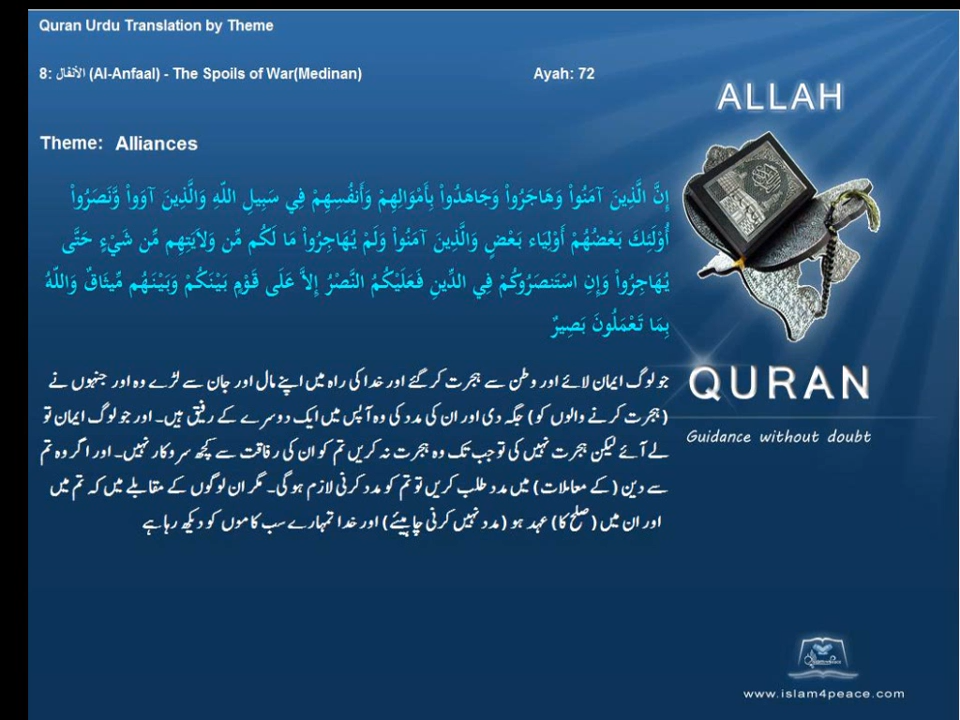 Quran Urdu Translation by Theme
8: الأنفال (Al-Anfaal) - The Spoils of War(Medinan) Ayah: 72
Theme: Alliances
إِنَّ الَّذِينَ آمَنُواْ وَهَاجَرُواْ وَجَاهَدُواْ بِأَمْوَالِهِمْ وَأَنفُسِهِمْ فِي سَبِيلِ اللّهِ وَالَّذِينَ آوَواْ وَّنَصَرُواْ
أُوْلَئِكَ بَعْضُهُمْ أَوْلِيَاء بَعْضٍ وَالَّذِينَ آمَنُواْ وَلَمْ يُهَاجِرُواْ مَا لَكُم مِّن وَلاَيَتِهِم مِّن شَيْءٍ حَتَّى
يُهَاجِرُواْ وَإِنِ اسْتَنصَرُوكُمْ فِي الدِّينِ فَعَلَيْكُمُ النَّصْرُ إِلاَّ عَلَى قَوْمٍ بَيْنَكُمْ وَبَيْنَهُم مِّيثَاقٌ وَاللّهُ
بِمَا تَعْمَلُونَ بَصِيرٌ
جو لوگ ایمان لائے اور وطن سے ہجرت کر گئے اور خدا کی راہ میں اپنے مال اور جان سے لڑے وہ اور جنہوں نے
(ہجرت کرنے والوں کو) جگہ دی اور ان کی مدد کی وہ آپس میں ایک دوسرے کے رفیق ہیں۔ اور جو لوگ ایمان تو
لے آئے لیکن ہجرت نہیں کی تو جب تک وہ ہجرت نہ کریں تم کو ان کی رفاقت سے کچھ سروکار نہیں۔ اور اگر وہ تم
سے دین (کے معاملات) میں مدد طلب کریں تو تم کو مدد کرنی لازم ہوگی۔ مگر ان لوگوں کے مقابلے میں کہ تم میں
اور ان میں (صلح کا) عہد ہو (مدد نہیں کرنی چاہیئے) اور خدا تمہارے سب کاموں کو دیکھ رہا ہے
ALLAH
QURAN
Guidance without doubt
www.islam4peace.com